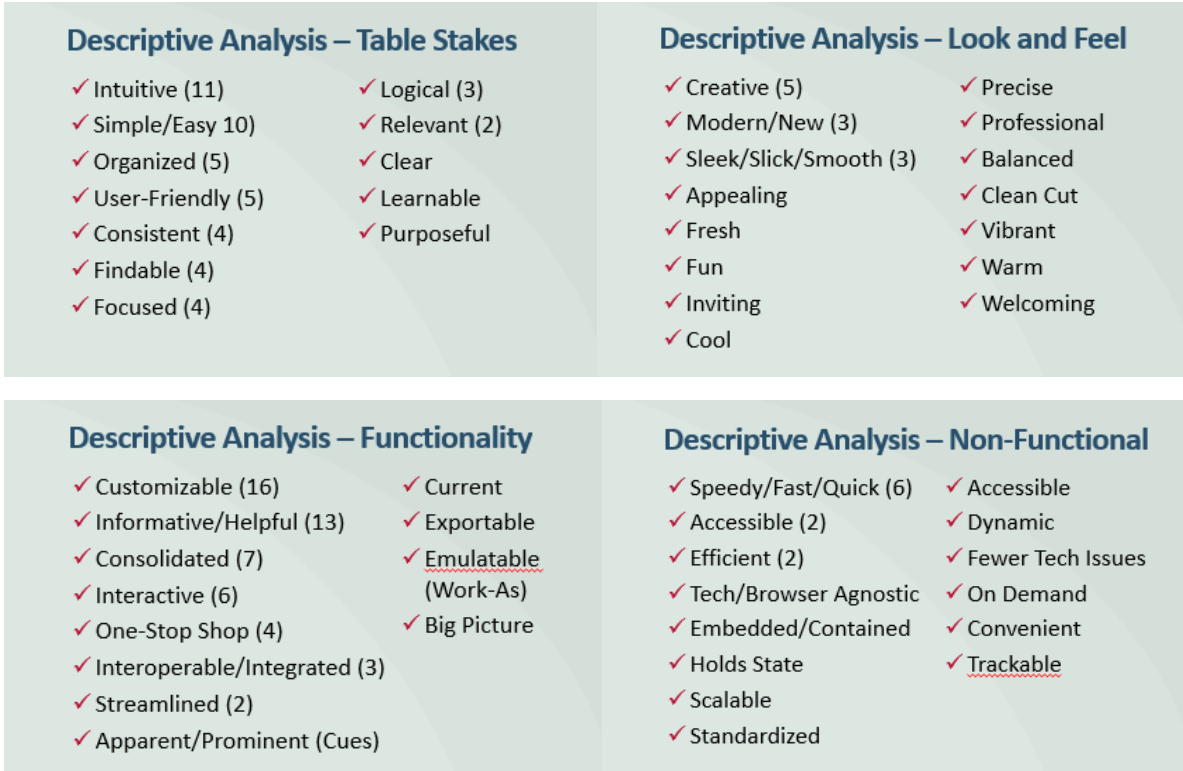 Descriptive Analysis – Table Stakes
✓ Intuitive (11)
✓ Simple/Easy 10)
✓ Organized (5)
✓ User-Friendly (5)
✓ Consistent (4)
✓ Findable (4)
✓ Focused (4)
✓ Logical (3)
✓ Relevant (2)
✓ Clear
✓ Learnable
✓ Purposeful
Descriptive Analysis – Look and Feel
✓ Creative (5)
✓ Modern/New (3)
✓ Sleek/Slick/Smooth (3)
✓ Appealing
✓ Fresh
✓ Fun
✓ Inviting
✓ Cool
✓ Precise
✓ Professional
✓ Balanced
✓ Clean Cut
✓ Vibrant
✓ Warm
✓ Welcoming
Descriptive Analysis – Functionality
✓ Customizable (16)
✓ Informative/Helpful (13)
✓ Consolidated (7)
✓ Interactive (6)
✓ One-Stop Shop (4)
✓ Interoperable/Integrated (3)
✓ Streamlined (2)
✓ Apparent/Prominent (Cues)
✓ Current
✓ Exportable
✓ Emulatable
(Work-As)
✓ Big Picture
Descriptive Analysis – Non-Functional
✓ Speedy/Fast/Quick (6)
✓ Accessible (2)
✓ Efficient (2)
✓ Tech/Browser Agnostic
✓ Embedded/Contained
✓ Holds State
✓ Scalable
✓ Standardized
✓ Accessible
✓ Dynamic
✓ Fewer Tech Issues
✓ On Demand
✓ Convenient
✓ Trackable